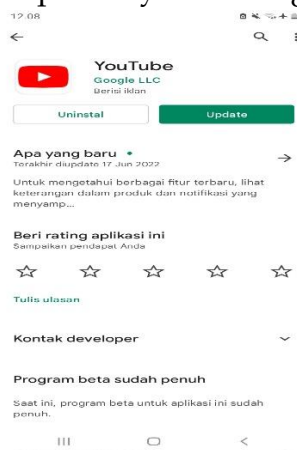 12.08
YouTube
Google LLC
Berisi iklan
Uninstal
Update
Apa yang baru
Terakhir diupdate 17 Jun 2022
Untuk mengetahui berbagai fitur terbaru, lihat
keterangan dalam produk dan notifikasi yang
menyamp...
Beri rating aplikasi ini
Sampaikan pendapat Anda
Tulis ulasan
Kontak developer
Program beta sudah penuh
Saat ini, program beta untuk aplikasi ini sudah
penuh.